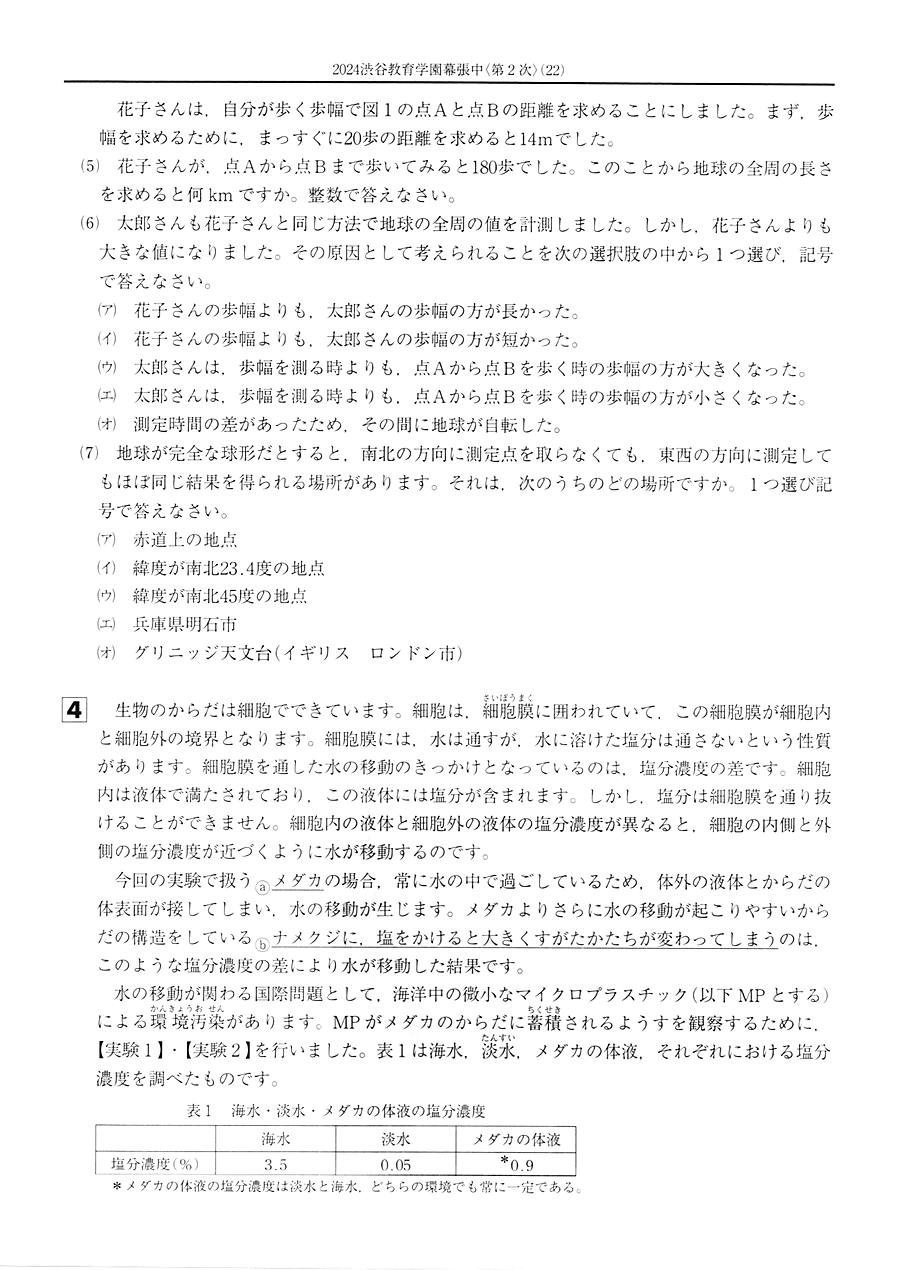 2024渋谷教育学園幕張中〈第2次〉(22)
花子さんは，自分が歩く歩幅で図1の点Aと点Bの距離を求めることにしました。まず，歩
幅を求めるために，まっすぐに20歩の距離を求めると14mでした。
(5) 花子さんが，点Aから点Bまで歩いてみると180歩でした。このことから地球の全周の長さ
を求めると何kmですか。整数で答えなさい。
(6) 太郎さんも花子さんと同じ方法で地球の全周の値を計測しました。しかし，花子さんよりも
大きな値になりました。その原因として考えられることを次の選択肢の中から1つ選び，記号
で答えなさい。
(ア) 花子さんの歩幅よりも，太郎さんの歩幅の方が長かった。
(イ) 花子さんの歩幅よりも，太郎さんの歩幅の方が短かった。
(ウ) 太郎さんは，歩幅を測る時よりも，点Aから点Bを歩く時の歩幅の方が大きくなった。
(エ) 太郎さんは，歩幅を測る時よりも，点Aから点Bを歩く時の歩幅の方が小さくなった。
(オ) 測定時間の差があったため，その間に地球が自転した。
(7) 地球が完全な球形だとすると，南北の方向に測定点を取らなくても，東西の方向に測定して
もほぼ同じ結果を得られる場所があります。それは，次のうちのどの場所ですか。1つ選び記
号で答えなさい。
(ア) 赤道上の地点
(イ) 緯度が南北23.4度の地点
(ウ) 緯度が南北45度の地点
(エ) 兵庫県明石市
(オ) グリニッジ天文台(イギリス ロンドン市)
さいぼうまく
4 生物のからだは細胞でできています。細胞は，細胞膜に囲われていて，この細胞膜が細胞内
と細胞外の境界となります。細胞膜には，水は通すが，水に溶けた塩分は通さないという性質
があります。細胞膜を通した水の移動のきっかけとなっているのは，塩分濃度の差です。細胞
内は液体で満たされており，この液体には塩分が含まれます。しかし，塩分は細胞膜を通り抜
けることができません。細胞内の液体と細胞外の液体の塩分濃度が異なると，細胞の内側と外
側の塩分濃度が近づくように水が移動するのです。
今回の実験で扱うⓐメダカの場合，常に水の中で過ごしているため，体外の液体とからだの
体表面が接してしまい，水の移動が生じます。メダカよりさらに水の移動が起こりやすいから
だの構造をしているⓑナメクジに，塩をかけると大きくすがたかたちが変わってしまうのは，
このような塩分濃度の差により水が移動した結果です。
水の移動が関わる国際問題として，海洋中の微小なマイクロプラスチック(以下MPとする)
かんきょうおせん ちくせき
による環境汚染があります。MPがメダカのからだに蓄積されるようすを観察するために，
たんすい
【実験1】・【実験2】を行いました。表1は海水，淡水，メダカの体液，それぞれにおける塩分
濃度を調べたものです。
表1 海水・淡水・メダカの体液の塩分濃度
海水 淡水 メダカの体液
塩分濃度(%) 3.5 0.05 *0.9
*メダカの体液の塩分濃度は淡水と海水，どちらの環境でも常に一定である。